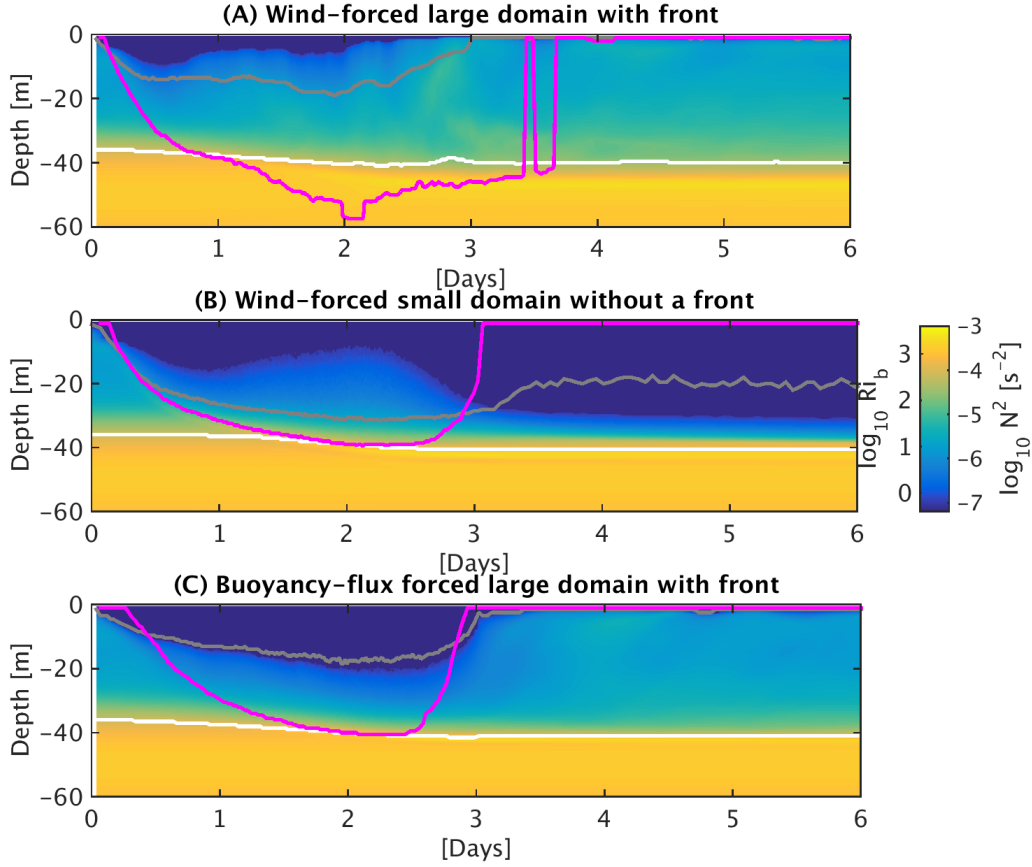 (A) Wind-forced large domain with front
0
-20
-40
-60
Depth [m]
0 1 2 3 4 5 6
[Days]
(B) Wind-forced small domain without a front
0
-20
-40
-60
Depth [m]
0 1 2 3 4 5 6
[Days]
log10 Rib
3
2
1
0
-3
-4
-5
-6
-7
log10 N2 [s-2]
(C) Buoyancy-flux forced large domain with front
0
-20
-40
-60
Depth [m]
0 1 2 3 4 5 6
[Days]